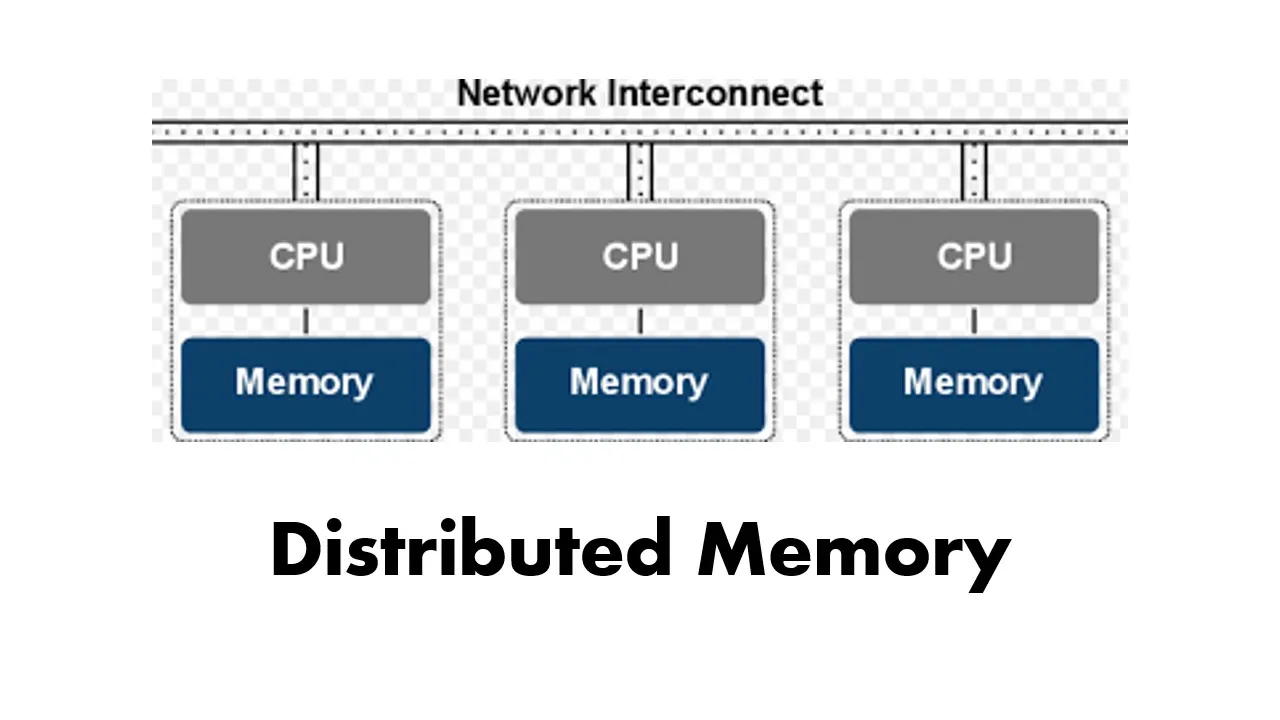 Network Interconnect
CPU CPU CPU
Memory Memory Memory
Distributed Memory